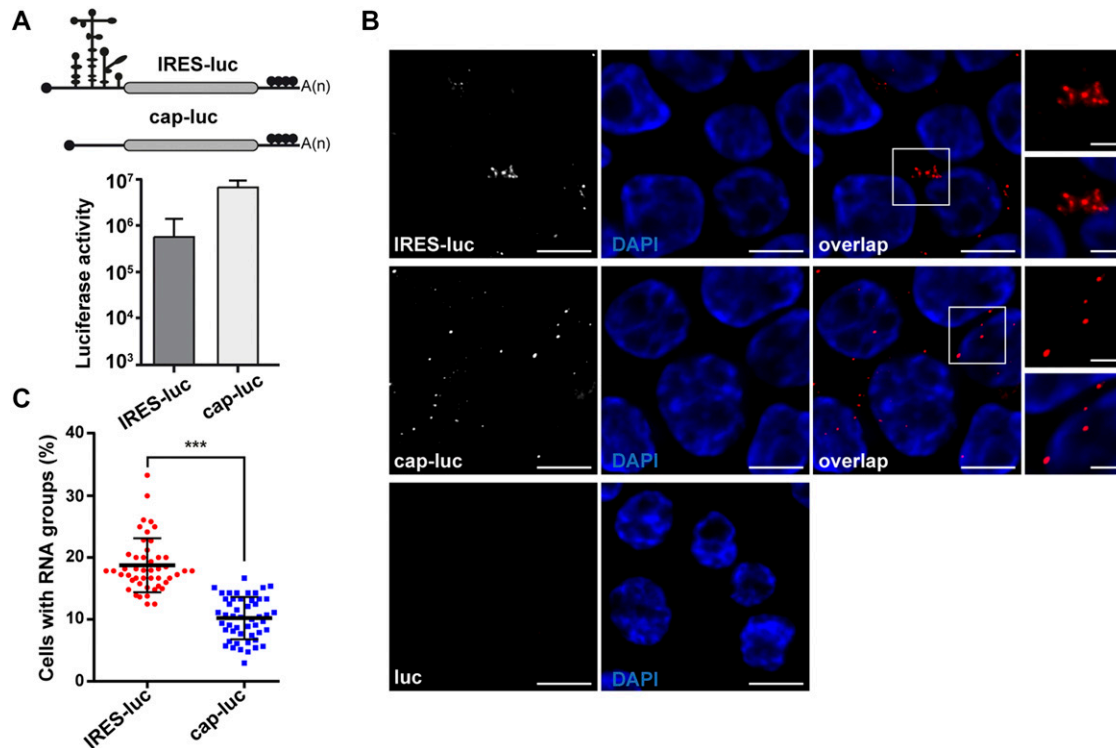 A
IRES-luc
A(n)
cap-luc
A(n)
Luciferase activity
10⁷
10⁶
10⁵
10⁴
10³
IRES-luc
cap-luc
B
IRES-luc
DAPI
overlap
cap-luc
DAPI
overlap
luc
DAPI
C
Cells with RNA groups (%)
40
30
20
10
0
***
IRES-luc
cap-luc